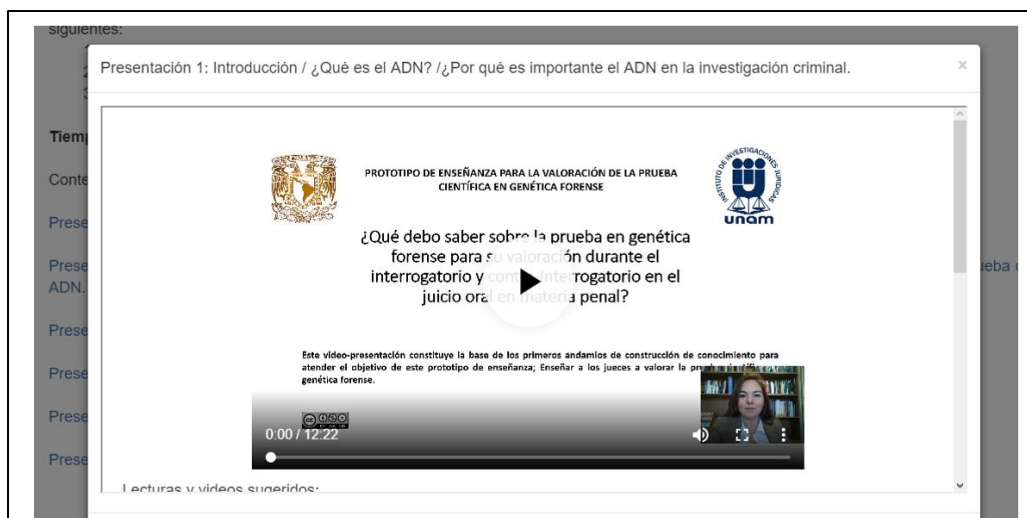 siguientes:
Presentación 1: Introducción / ¿Qué es el ADN? /¿Por qué es importante el ADN en la investigación criminal.
×
Conte
Prese
Prese
ADN.
Prese
Prese
Prese
Prese
INSTITUTO DE INVESTIGACIONES JURIDICAS
unam
PROTOTIPO DE ENSEÑANZA PARA LA VALORACIÓN DE LA PRUEBA
CIENTÍFICA EN GENÉTICA FORENSE
¿Qué debo saber sobre la prueba en genética
forense para su valoración durante el
interrogatorio y contra interrogatorio en el
juicio oral en materia penal?
Este video-presentación constituye la base de los primeros andamios de construcción de conocimiento para
atender el objetivo de este prototipo de enseñanza; Enseñar a los jueces a valorar la
genética forense.
0:00 / 12:22
Lecturas y videos sugeridos: